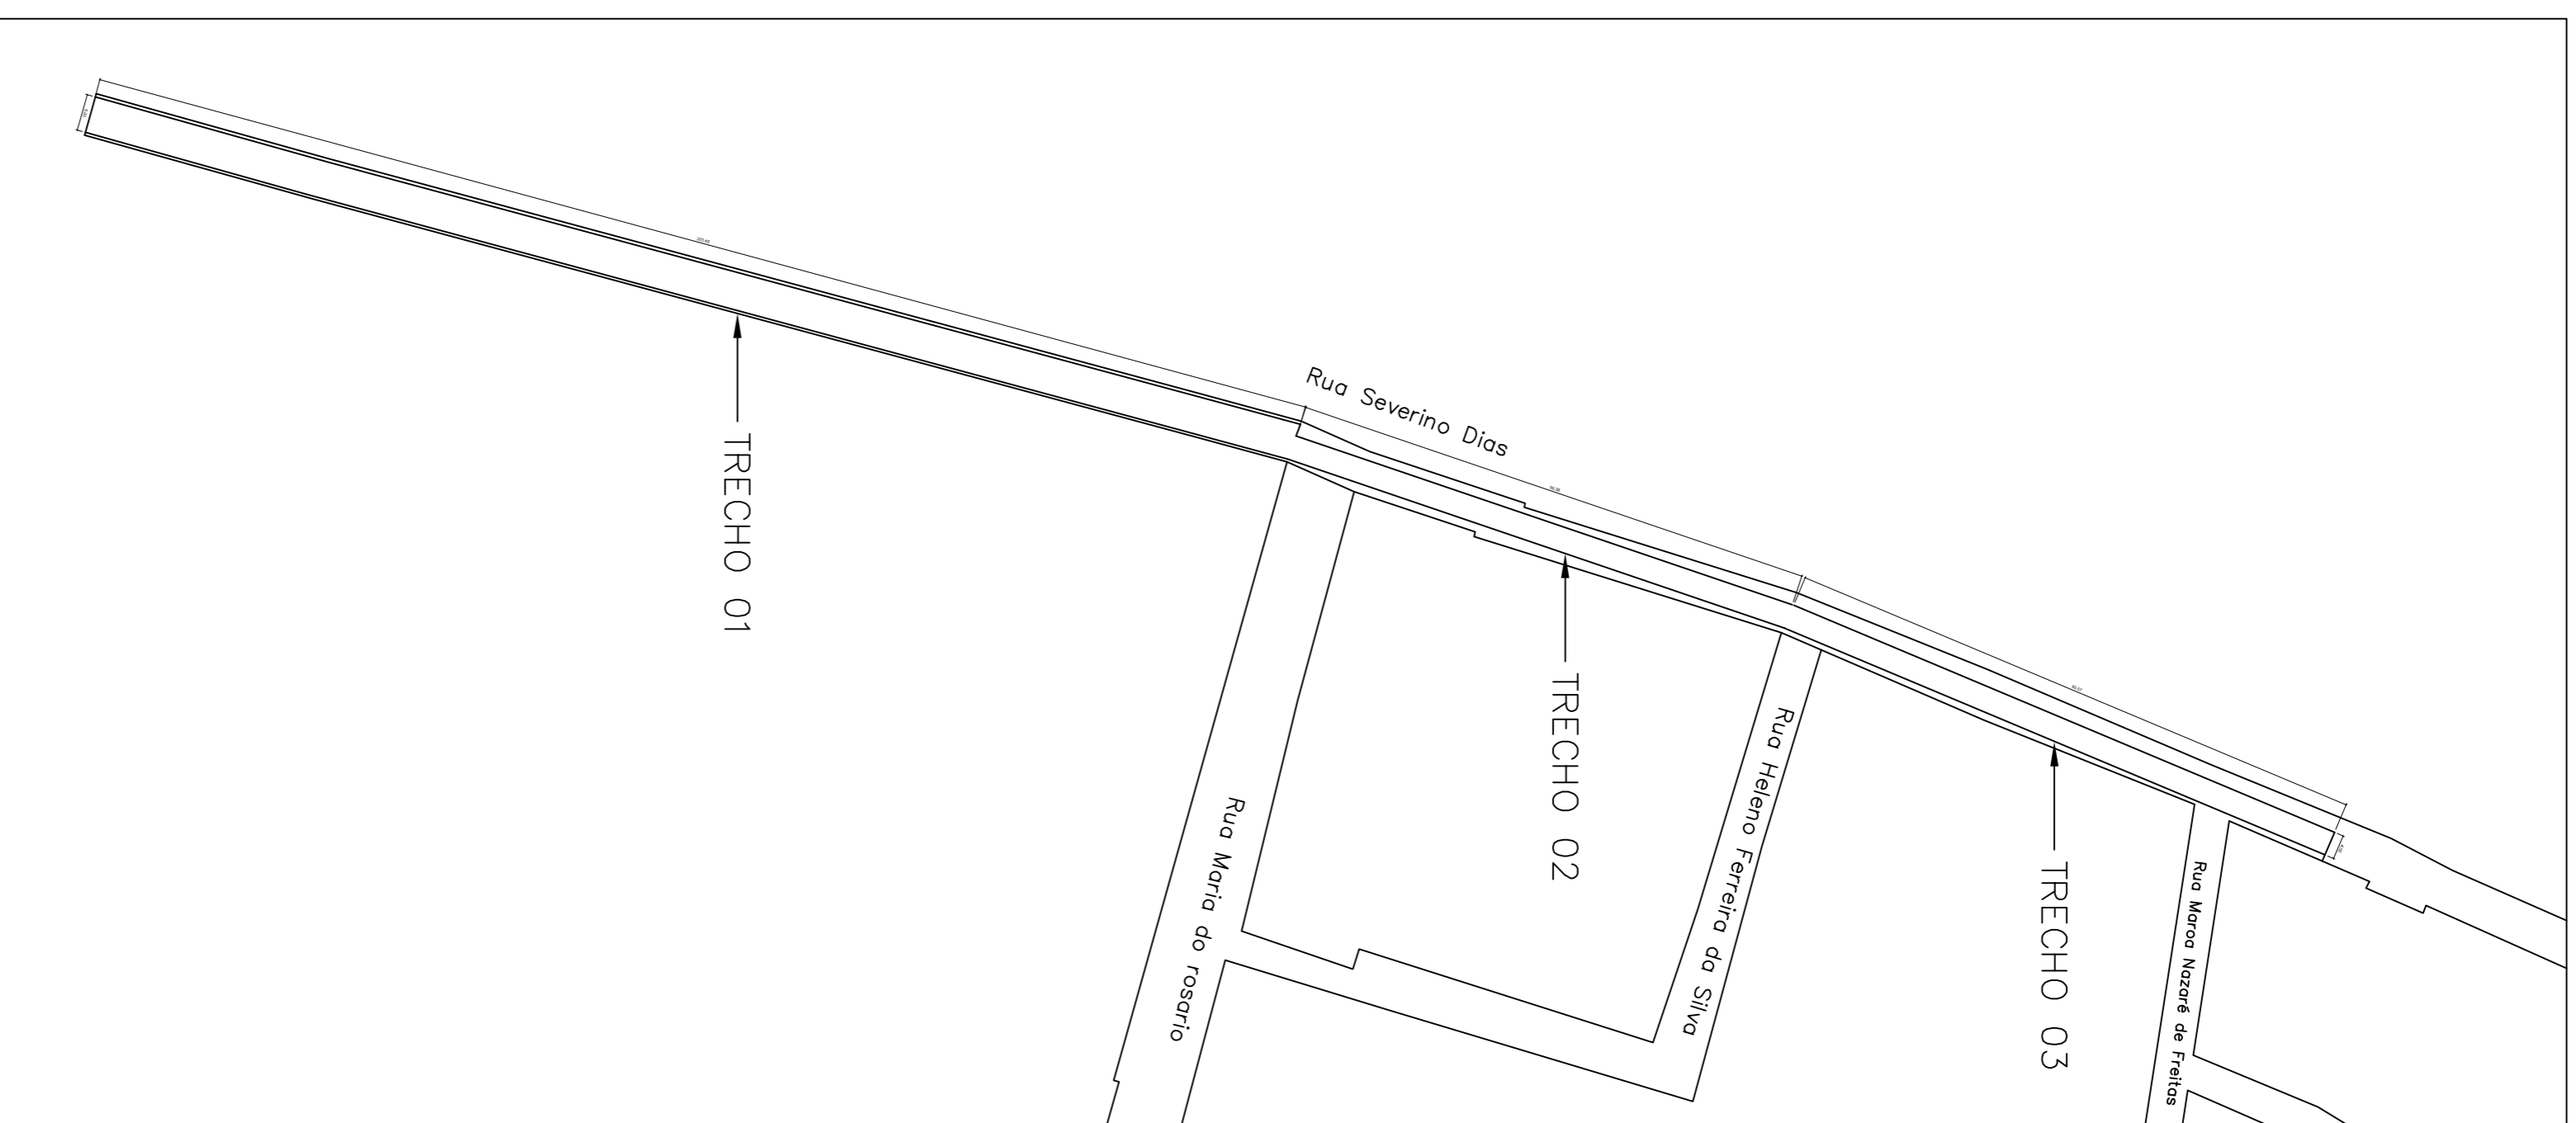 Rua Severino Dias
TRECHO 01
TRECHO 02
TRECHO 03
Rua Maria do rosario
Rua Heleno Ferreira da Silva
Rua Maroa Nazaré de Freitas